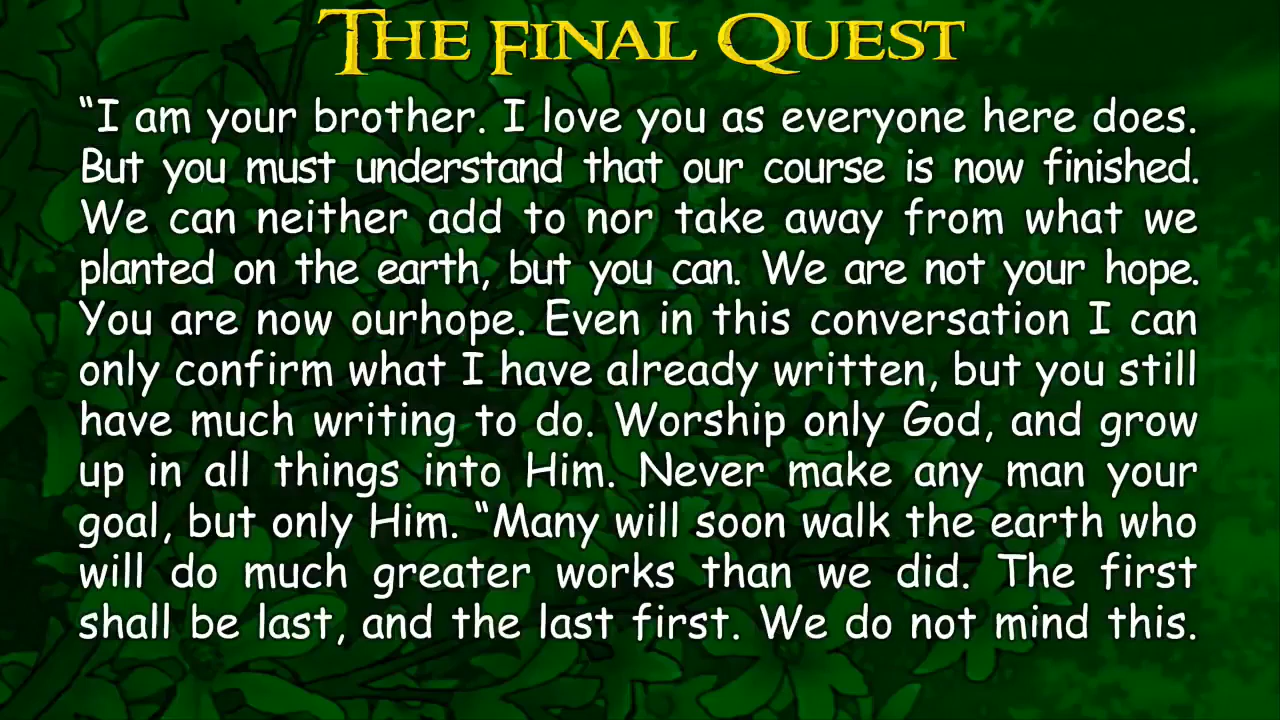 The Final Quest
“I am your brother. I love you as everyone here does.
But you must understand that our course is now finished.
We can neither add to nor take away from what we
planted on the earth, but you can. We are not your hope.
You are now ourhope. Even in this conversation I can
only confirm what I have already written, but you still
have much writing to do. Worship only God, and grow
up in all things into Him. Never make any man your
goal, but only Him. “Many will soon walk the earth who
will do much greater works than we did. The first
shall be last, and the last first. We do not mind this.